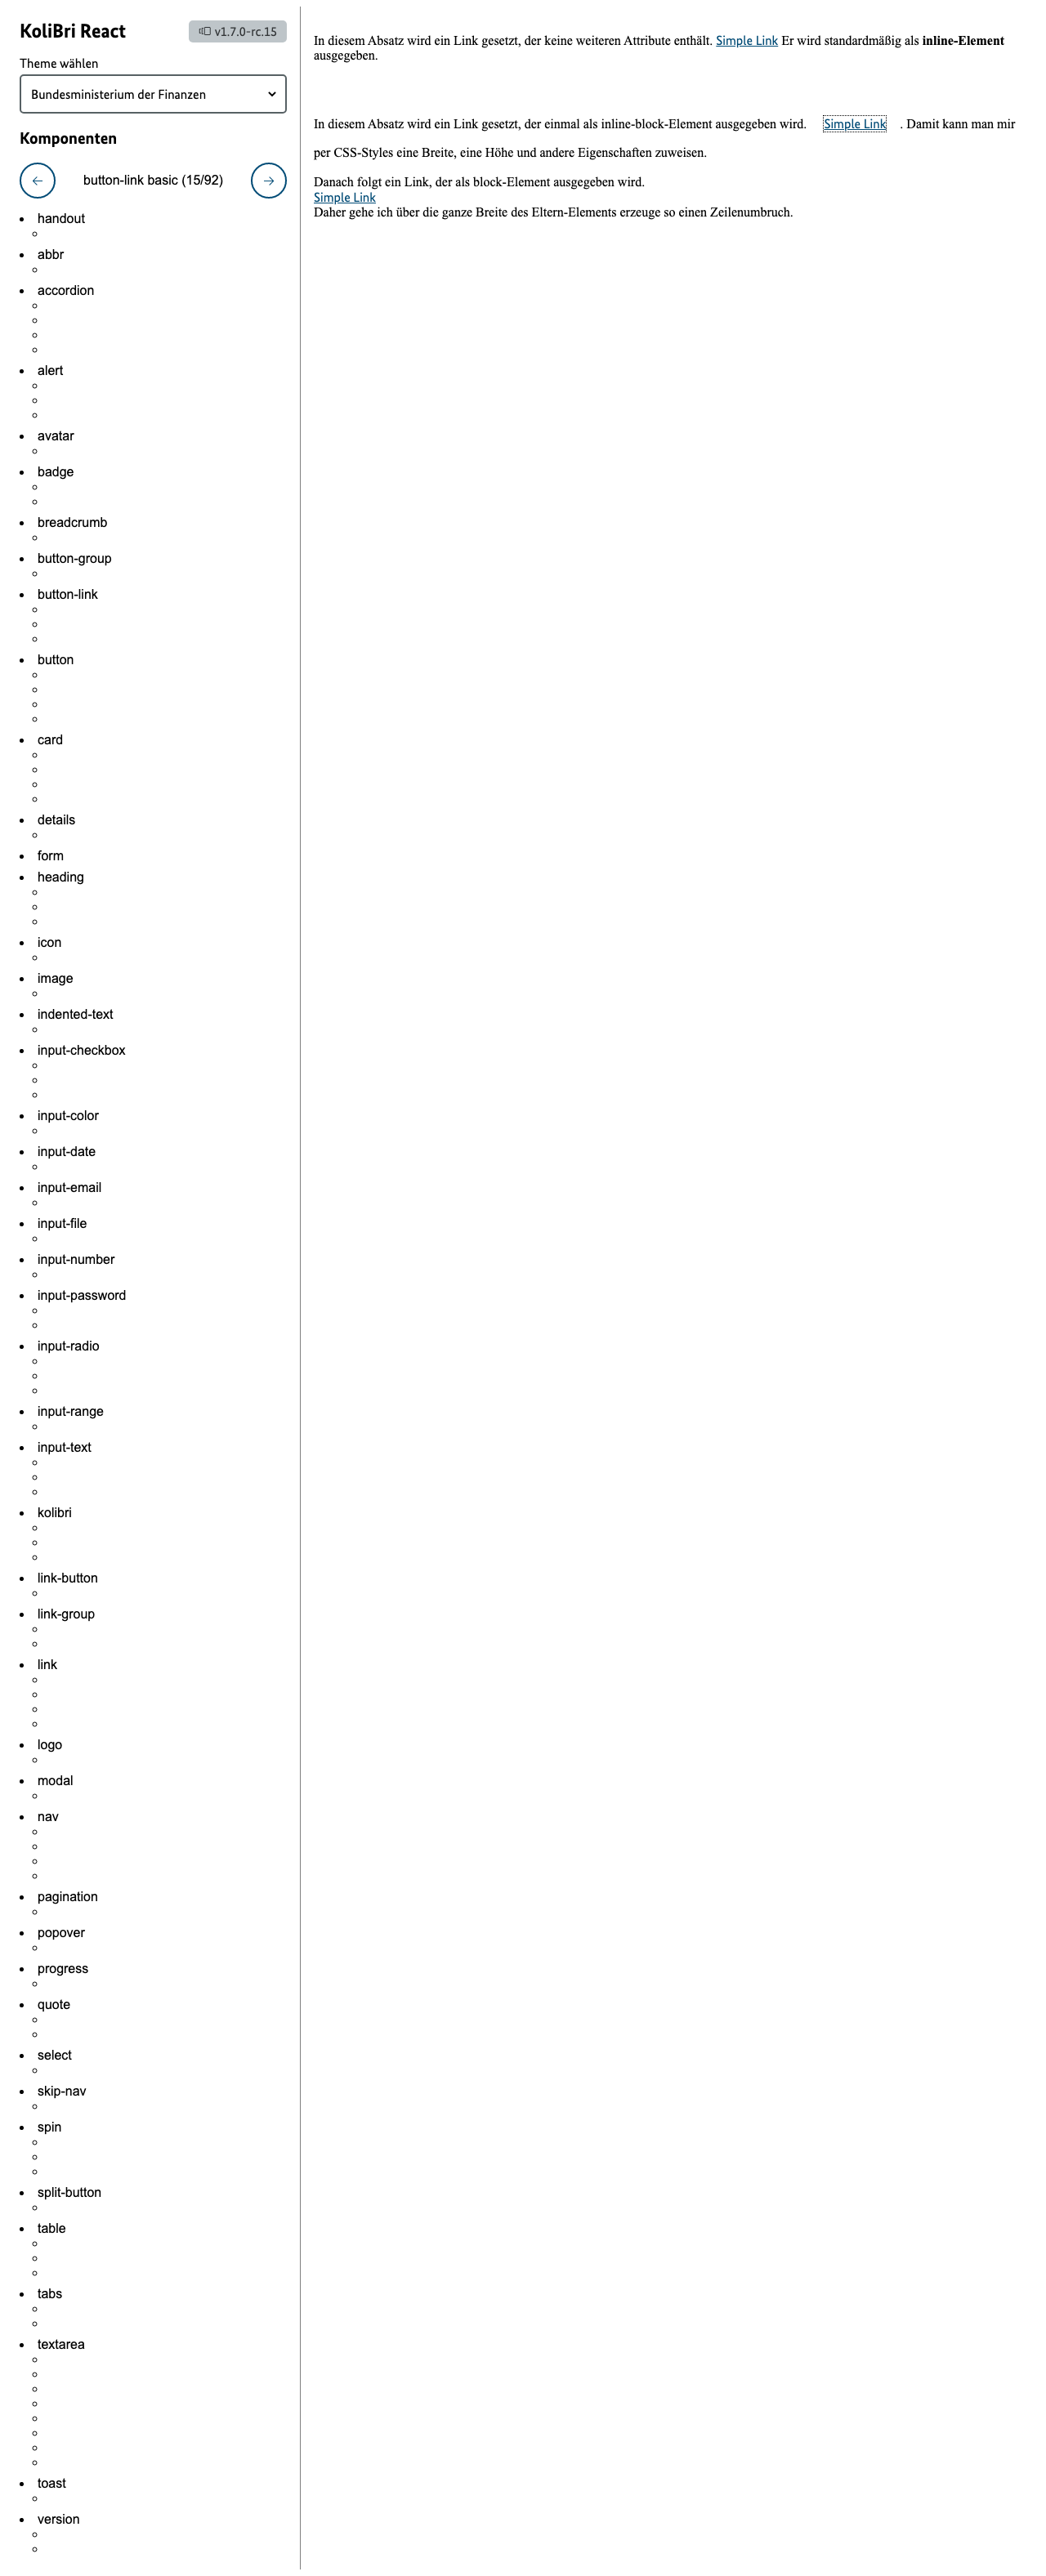 KoliBri React
v1.7.0-rc.15
Theme wählen
Bundesministerium der Finanzen
Komponenten
button-link basic (15/92)
handout
abbr
accordion
alert
avatar
badge
breadcrumb
button-group
button-link
button
card
details
form
heading
icon
image
indented-text
input-checkbox
input-color
input-date
input-email
input-file
input-number
input-password
input-radio
input-range
input-text
kolibri
link-button
link-group
link
logo
modal
nav
pagination
popover
progress
quote
select
skip-nav
spin
split-button
table
tabs
textarea
toast
version
In diesem Absatz wird ein Link gesetzt, der keine weiteren Attribute enthält. Simple Link Er wird standardmäßig als inline-Element
ausgegeben.
In diesem Absatz wird ein Link gesetzt, der einmal als inline-block-Element ausgegeben wird. Simple Link . Damit kann man mir
per CSS-Styles eine Breite, eine Höhe und andere Eigenschaften zuweisen.
Danach folgt ein Link, der als block-Element ausgegeben wird.
Simple Link
Daher gehe ich über die ganze Breite des Eltern-Elements erzeuge so einen Zeilenumbruch.